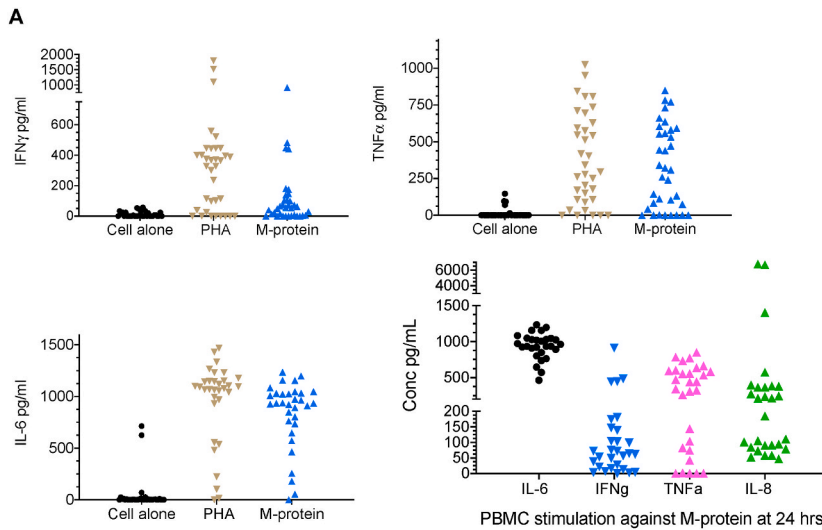 A
IFNγ pg/ml
2000
1500
1000
600
400
200
0
Cell alone PHA M-protein
TNFα pg/ml
1000
750
500
250
0
Cell alone PHA M-protein
IL-6 pg/ml
1500
1000
500
0
Cell alone PHA M-protein
Conc pg/mL
6000
4000
1500
1000
500
200
150
100
50
0
IL-6 IFNg TNFa IL-8
PBMC stimulation against M-protein at 24 hrs